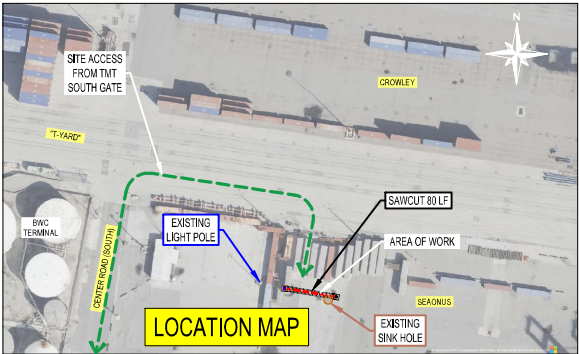 N
SITE ACCESS
FROM TMT
SOUTH GATE
CROWLEY
"T-YARD"
SAWCUT 80 LF
BWC
TERMINAL
EXISTING
LIGHT POLE
AREA OF WORK
CENTER ROAD (SOUTH)
SEAONUS
LOCATION MAP
EXISTING
SINK HOLE